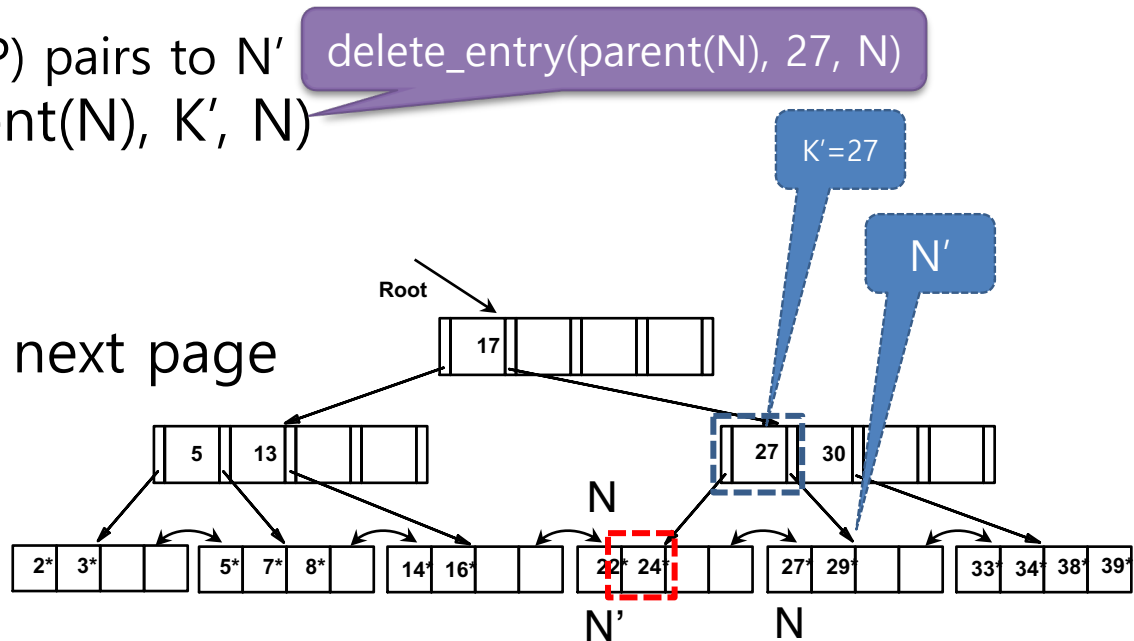 P) pairs to N′
delete_entry(parent(N), 27, N)
ent(N), K′, N)
K′=27
N′
Root
next page
17
5 13
27 30
N
2* 3* 5* 7* 8* 14* 16* 22* 24* 27* 29* 33* 34* 38* 39*
N′ N